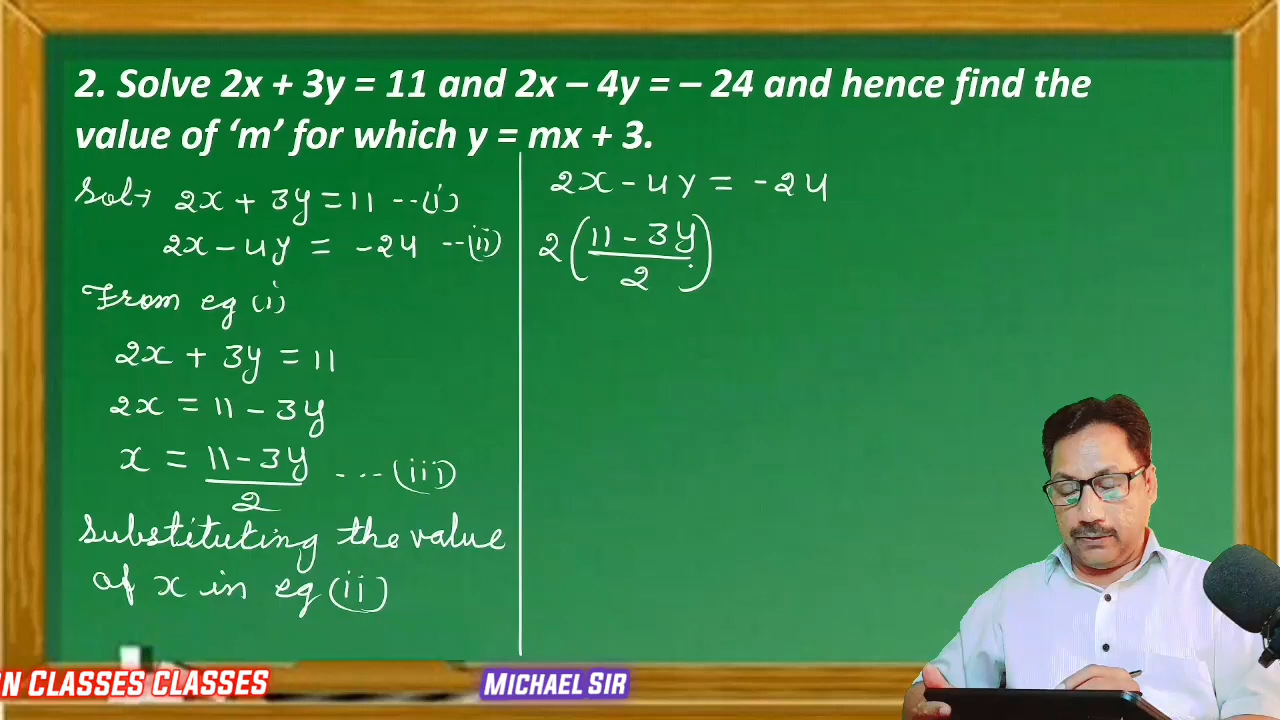 2. Solve 2x + 3y = 11 and 2x – 4y = – 24 and hence find the
value of ‘m’ for which y = mx + 3.
Sol→ 2x + 3y = 11 --(i)
2x - 4y = -24 --(ii)
From eq (i)
2x + 3y = 11
2x = 11 - 3y
x = 11 - 3y / 2 --- (iii)
Substituting the value
of x in eq (ii)
2x - 4y = -24
2 (11 - 3y / 2)
N CLASSES CLASSES
MICHAEL SIR